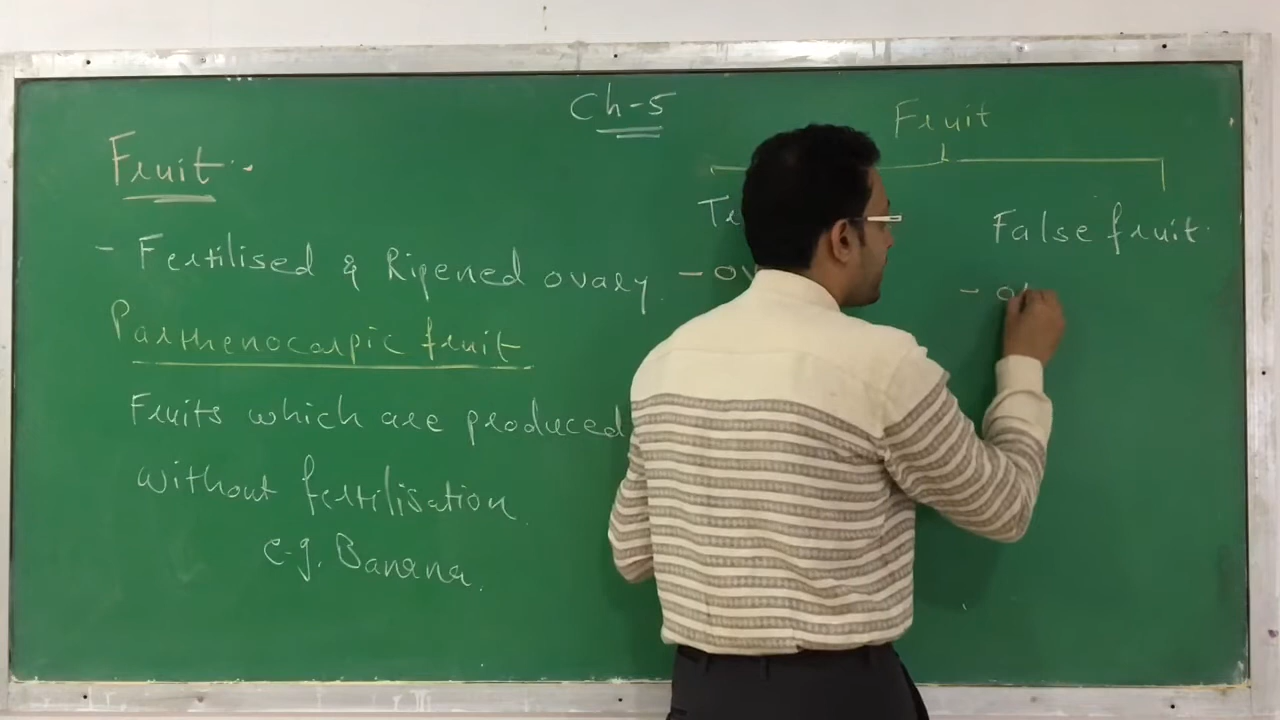 Ch-5
Fruit
- Fertilised & Ripened ovary.
Parthenocarpic fruit
Fruits which are produced
without fertilisation.
e.g. Banana.
Fruit
False fruit.